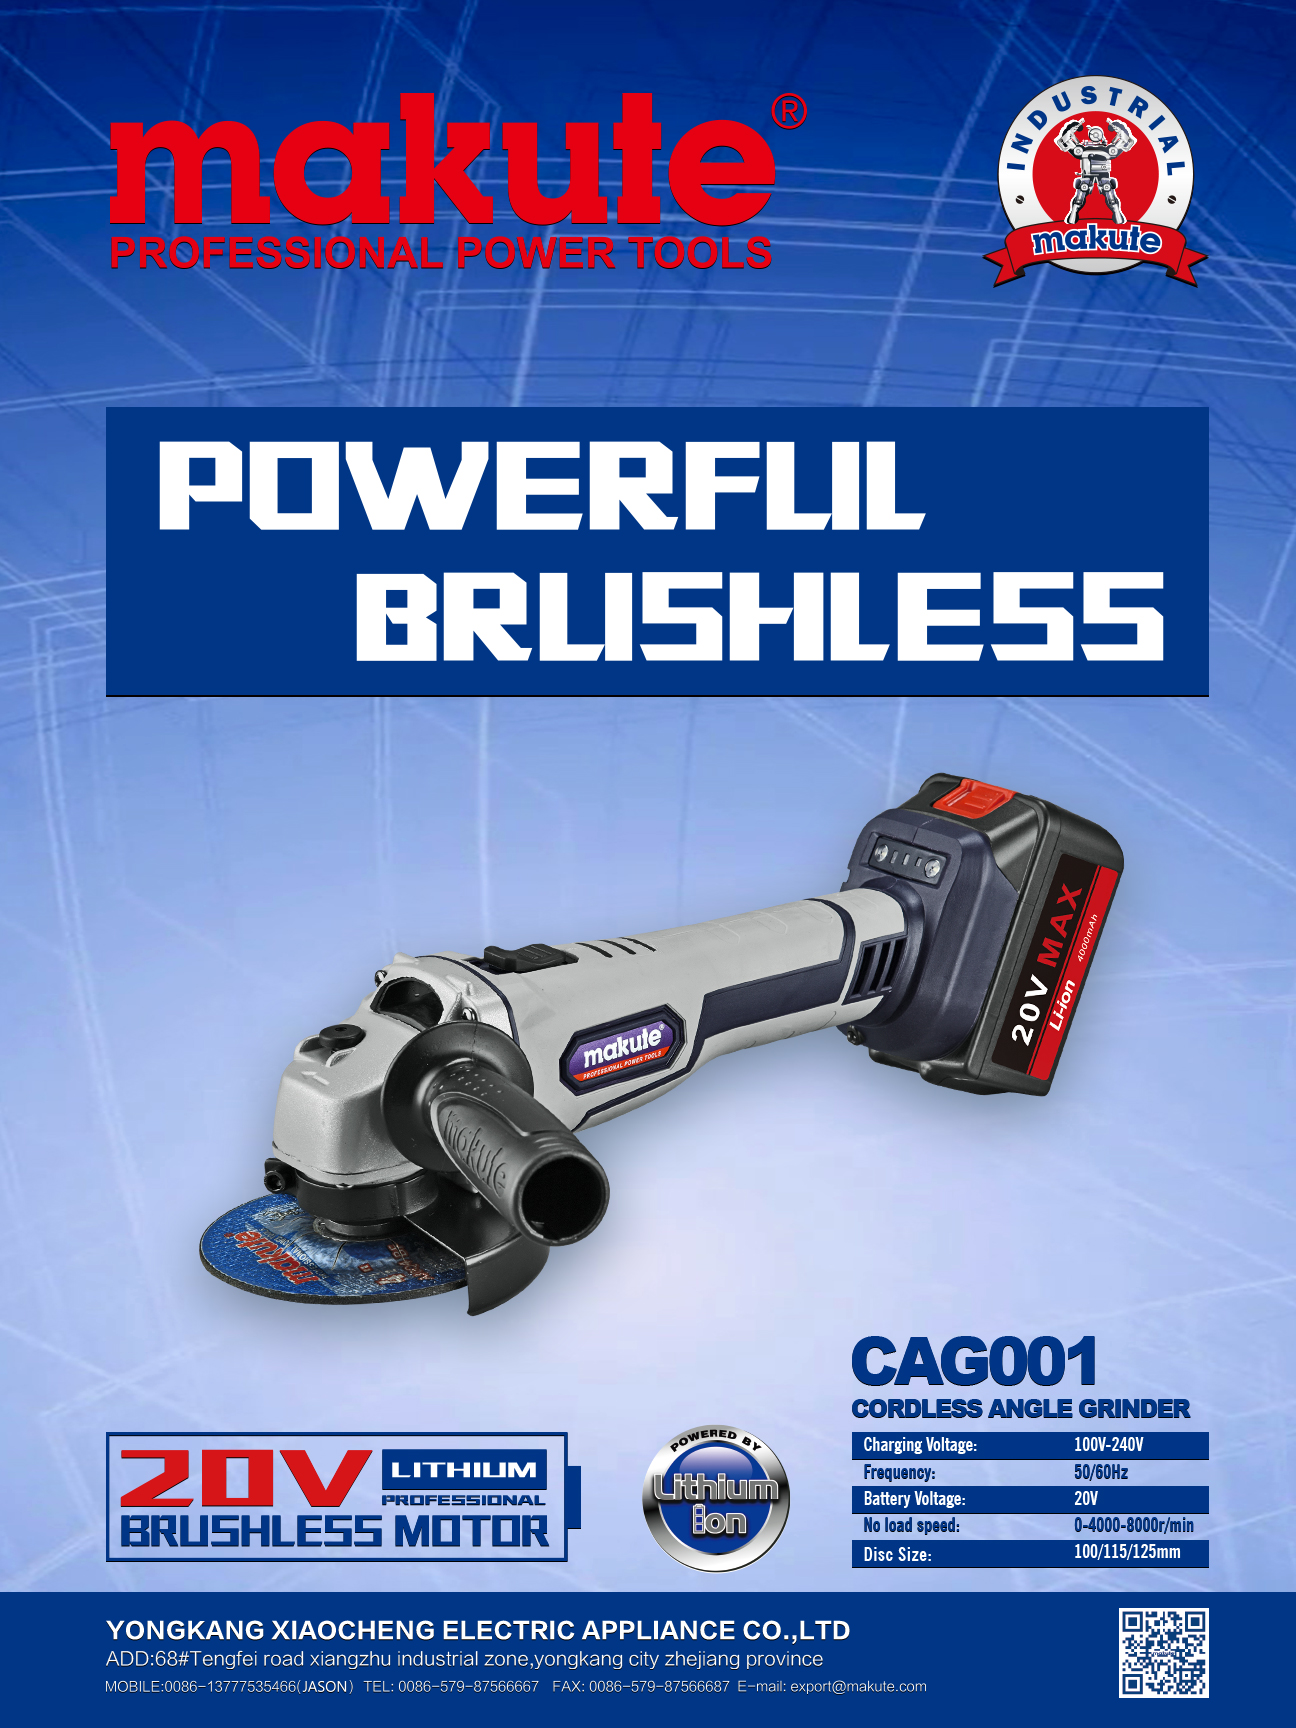 makute®
PROFESSIONAL POWER TOOLS
INDUSTRIAL
makute
POWERFUL
BRUSHLESS
20V MAX
Li-ion 4000mAh
makute®
PROFESSIONAL POWER TOOLS
makute
makute
CAG001
CORDLESS ANGLE GRINDER
Charging Voltage: 100V-240V
Frequency: 50/60Hz
Battery Voltage: 20V
No load speed: 0-4000-8000r/min
Disc Size: 100/115/125mm
20V LITHIUM
PROFESSIONAL
BRUSHLESS MOTOR
POWERED BY
Lithium
ion
YONGKANG XIAOCHENG ELECTRIC APPLIANCE CO.,LTD
ADD:68#Tengfei road xiangzhu industrial zone,yongkang city zhejiang province
MOBILE:0086-13777535466(JASON) TEL: 0086-579-87566667 FAX: 0086-579-87566687 E-mail: export@makute.com